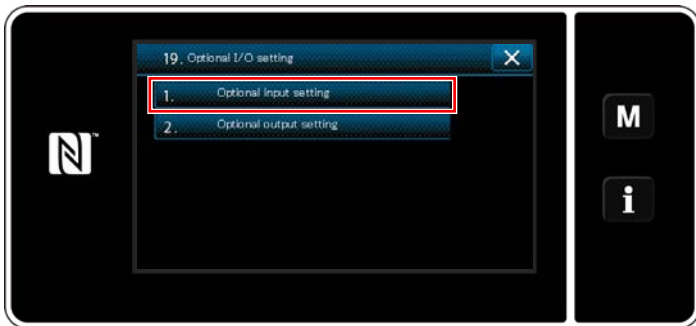 19. Optional I/O setting
1. Optional input setting
2. Optional output setting
N
M
i